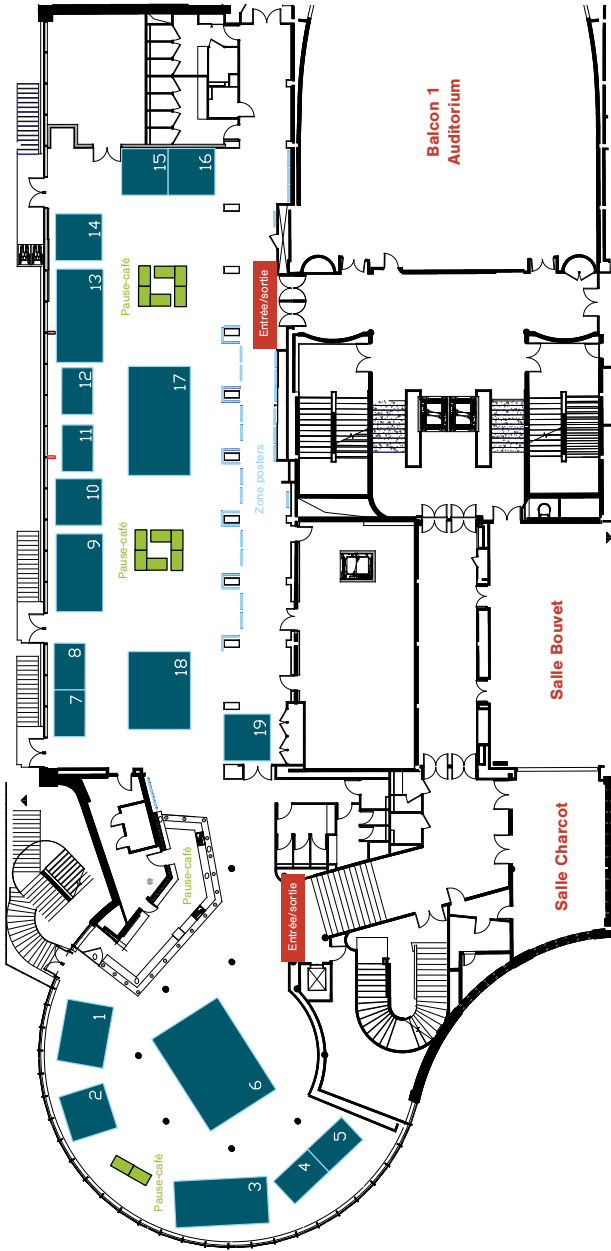 Balcon 1
Auditorium
15
16
14
13
Pause-café
Entrée/sortie
12
17
11
Zone posters
10
Pause-café
9
8
7
18
19
Salle Bouvet
Salle Charcot
Pause-café
Entrée/sortie
1
2
6
5
4
3
Pause-café